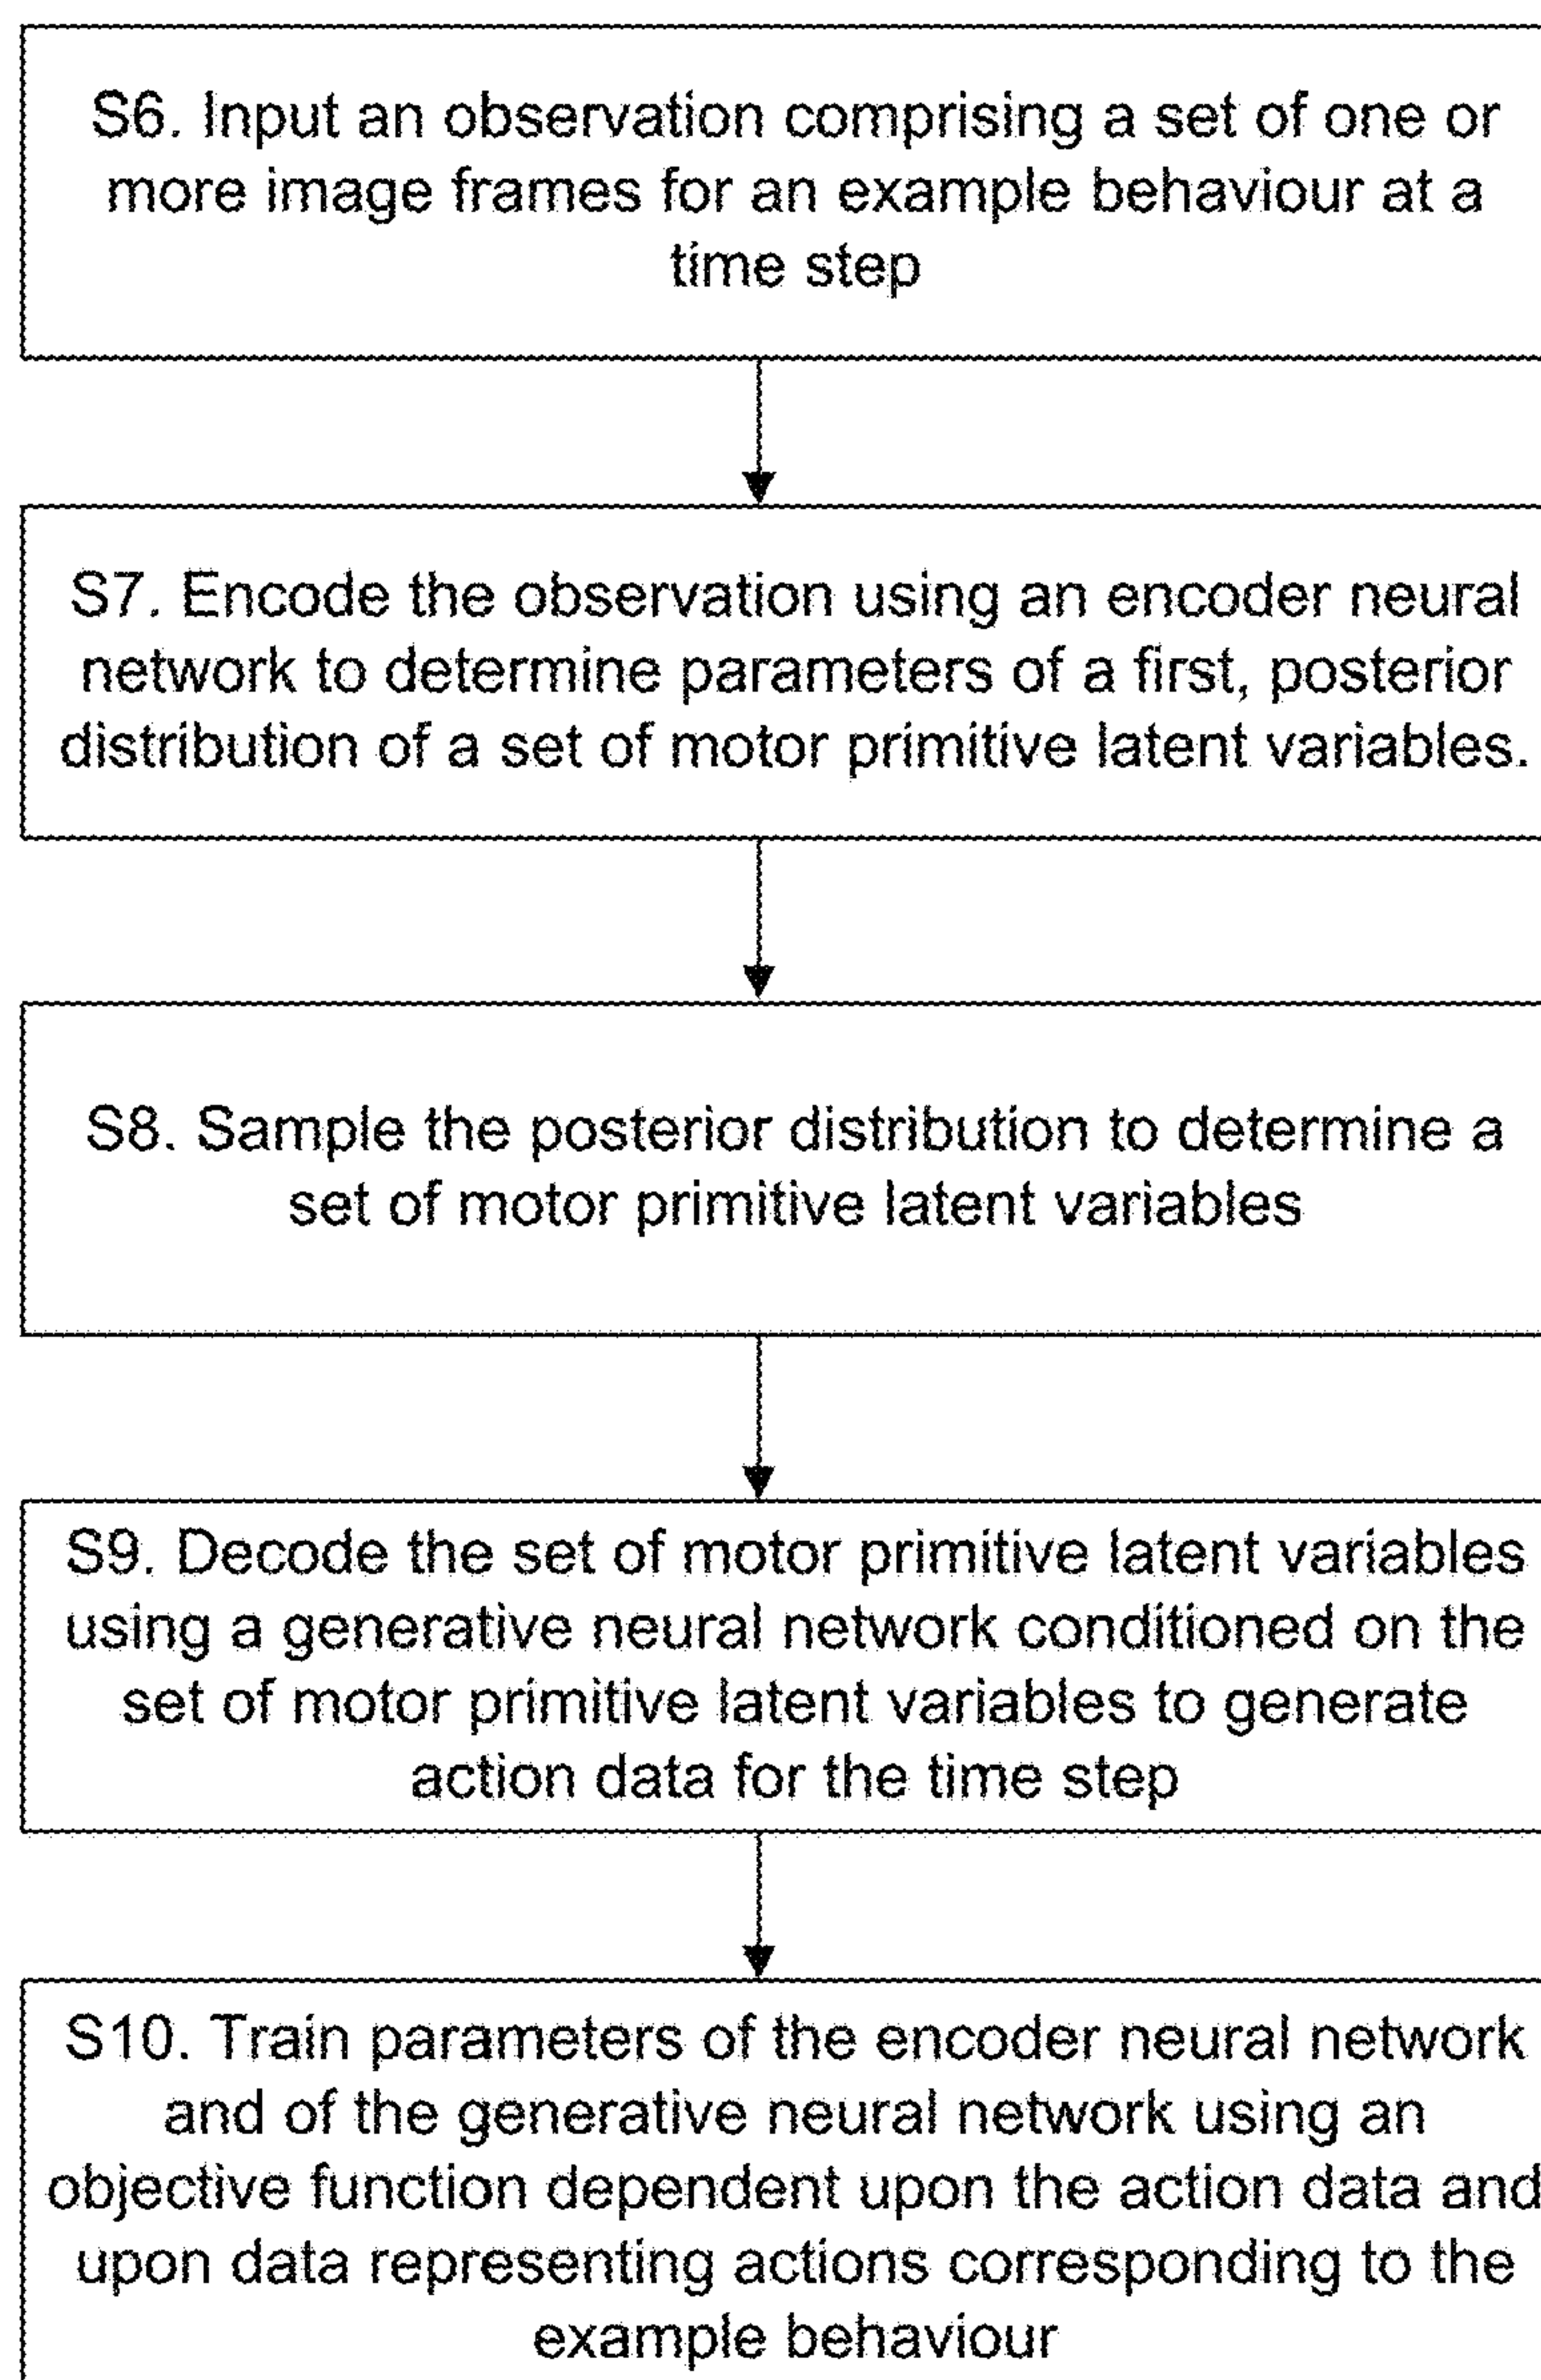 S6. Input an observation comprising a set of one or
more image frames for an example behaviour at a
time step
S7. Encode the observation using an encoder neural
network to determine parameters of a first, posterior
distribution of a set of motor primitive latent variables.
S8. Sample the posterior distribution to determine a
set of motor primitive latent variables
S9. Decode the set of motor primitive latent variables
using a generative neural network conditioned on the
set of motor primitive latent variables to generate
action data for the time step
S10. Train parameters of the encoder neural network
and of the generative neural network using an
objective function dependent upon the action data and
upon data representing actions corresponding to the
example behaviour